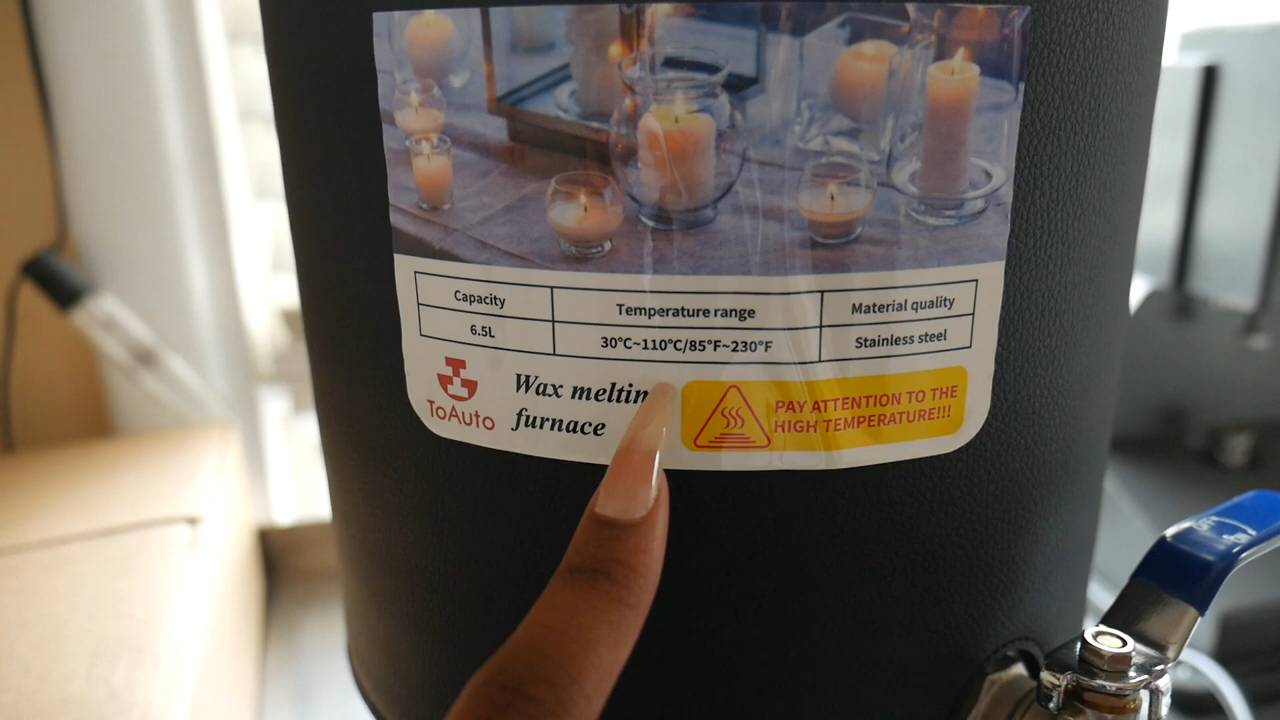 Capacity
Temperature range
Material quality
6.5L
30°C~110°C/85°F~230°F
Stainless steel
ToAuto
Wax meltin
furnace
PAY ATTENTION TO THE
HIGH TEMPERATURE!!!